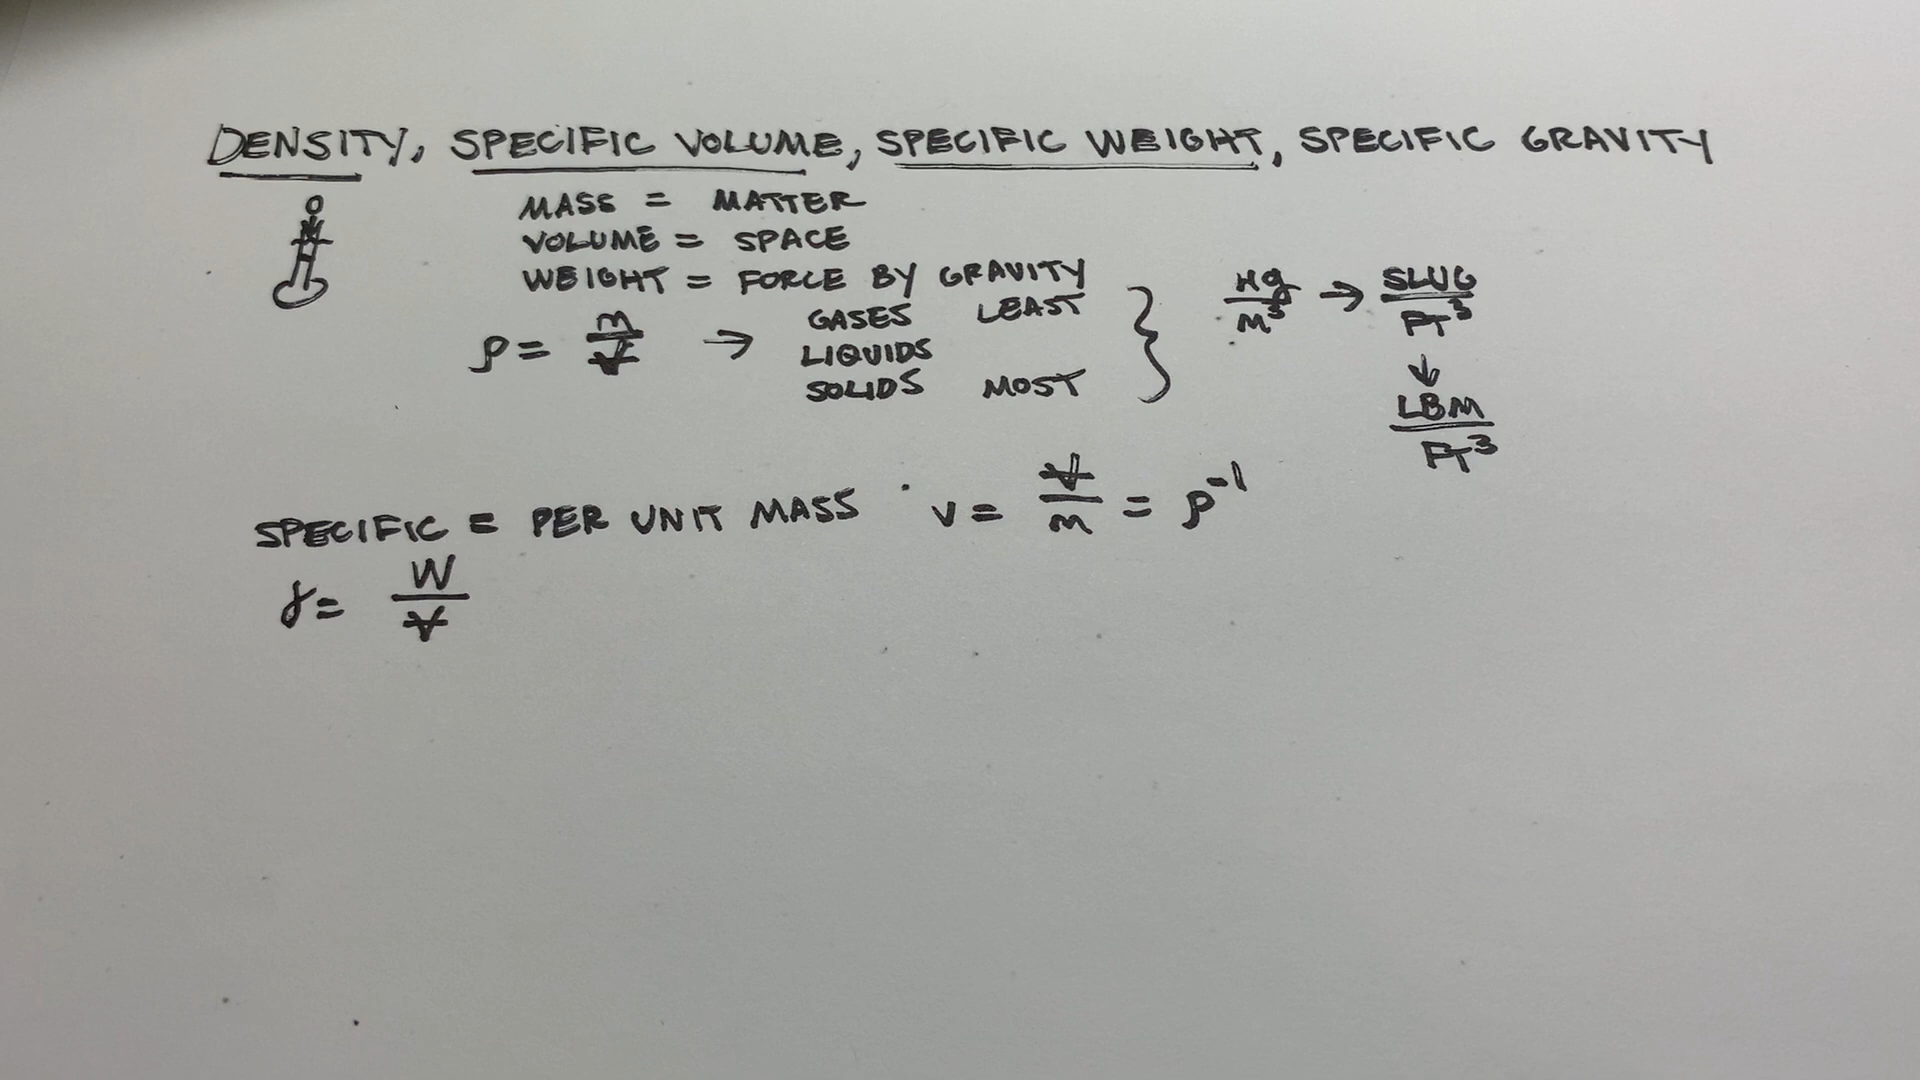 DENSITY, SPECIFIC VOLUME, SPECIFIC WEIGHT, SPECIFIC GRAVITY
MASS = MATTER
VOLUME = SPACE
WEIGHT = FORCE BY GRAVITY
ρ = m/V → GASES LEAST
LIQUIDS
SOLIDS MOST
} Kg/M³ → SLUG/FT³
↓
LBM/FT³
SPECIFIC = PER UNIT MASS v = V/m = ρ⁻¹
γ = W/V